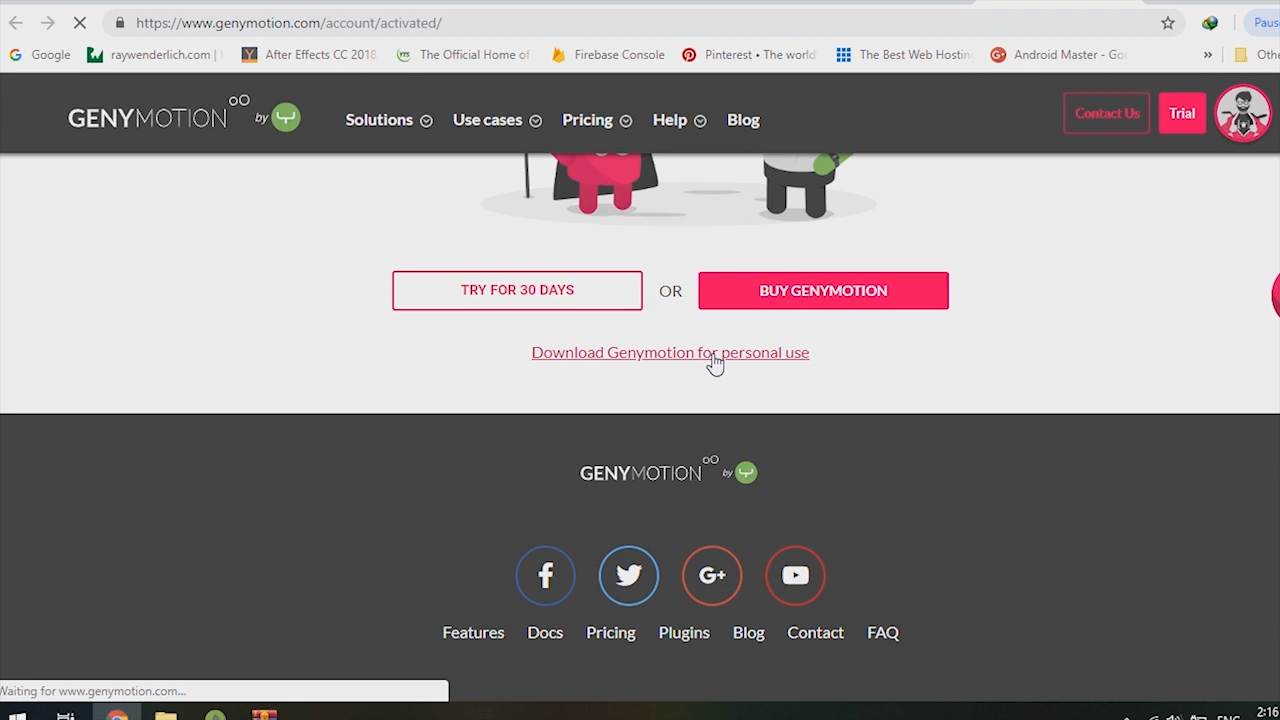 https://www.genymotion.com/account/activated/
Paus
Google
raywenderlich.com |
After Effects CC 2018
The Official Home of
Firebase Console
Pinterest • The world'
The Best Web Hostin
Android Master - Go
»
Othe
GENYMOTION by
Solutions
Use cases
Pricing
Help
Blog
Contact Us
Trial
TRY FOR 30 DAYS
OR
BUY GENYMOTION
Download Genymotion for personal use
GENYMOTION by
Features
Docs
Pricing
Plugins
Blog
Contact
FAQ
Waiting for www.genymotion.com...
2:16
ENG